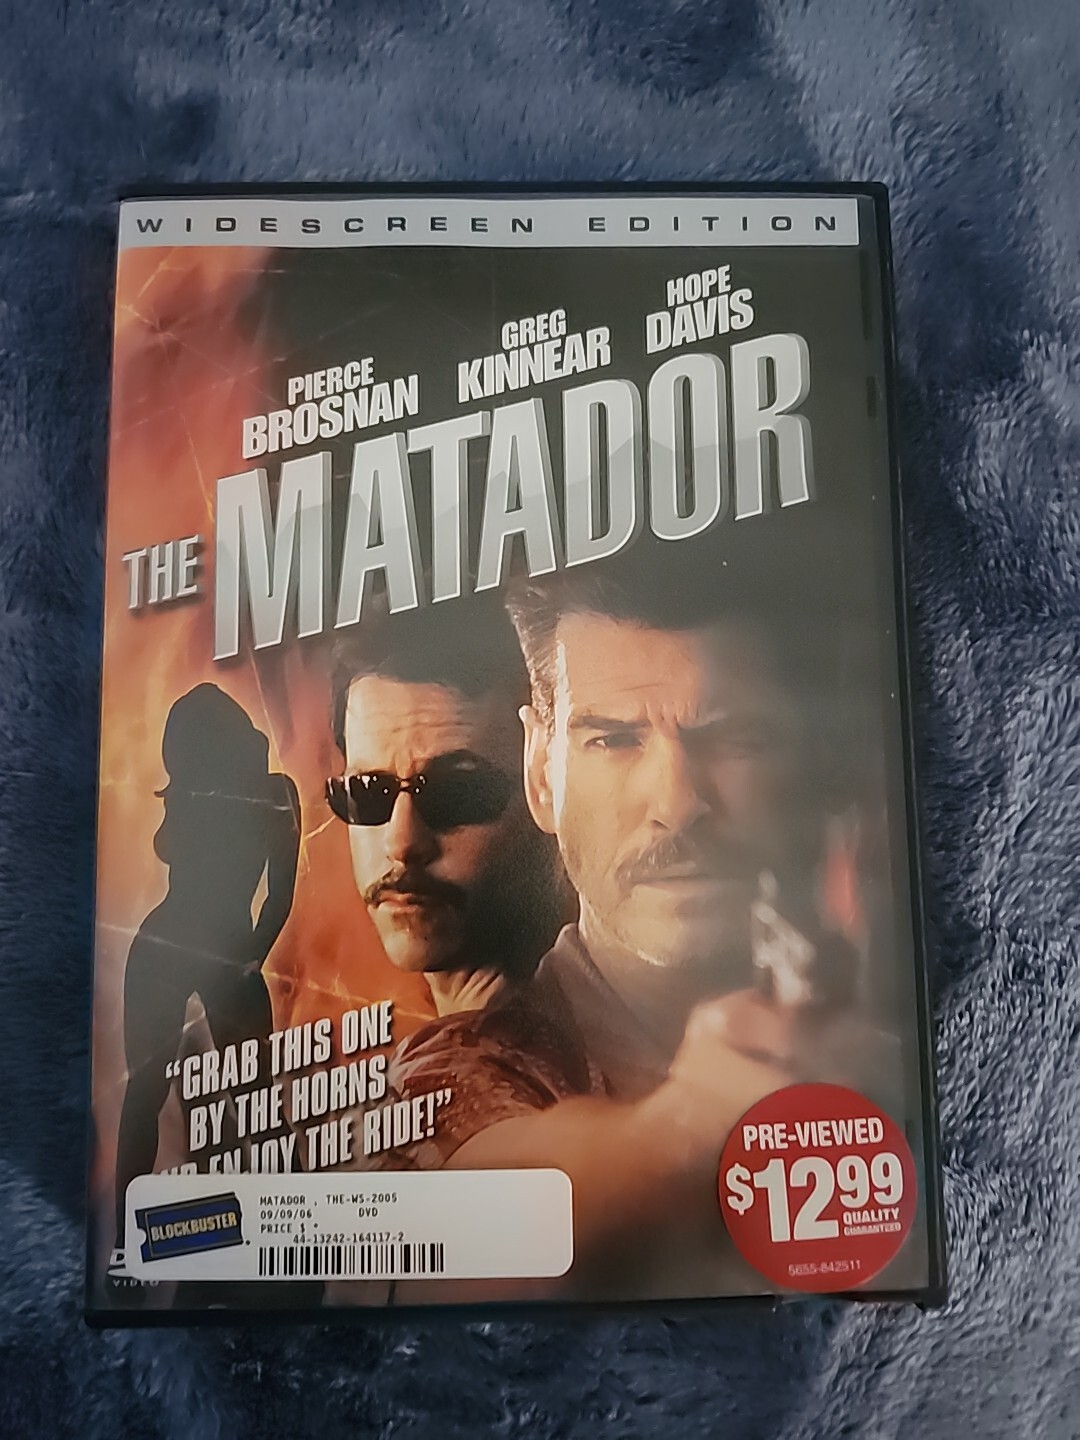 WIDESCREEN EDITION
PIERCE BROSNAN
GREG KINNEAR
HOPE DAVIS
THE MATADOR
"GRAB THIS ONE
BY THE HORNS
ENJOY THE RIDE!"
BLOCKBUSTER
MATADOR , THE-WS-2005
09/09/06 DVD
PRICE $ *
44-13242-164117-2
VIDEO
PRE-VIEWED
$1299
QUALITY
GUARANTEED
5655-842511